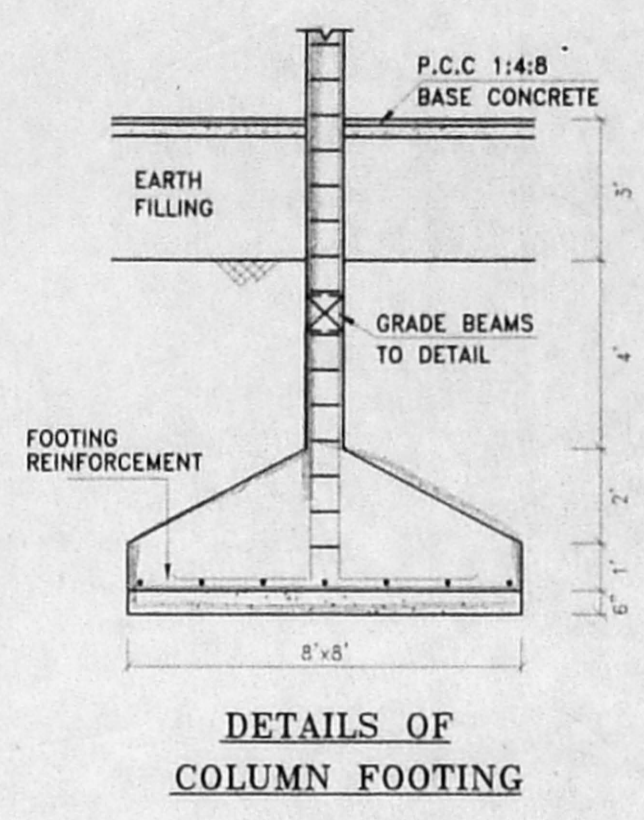 P.C.C 1:4:8
BASE CONCRETE
EARTH
FILLING
3'
GRADE BEAMS
TO DETAIL
4'
FOOTING
REINFORCEMENT
2'
1'
6"
8'x8'
DETAILS OF
COLUMN FOOTING